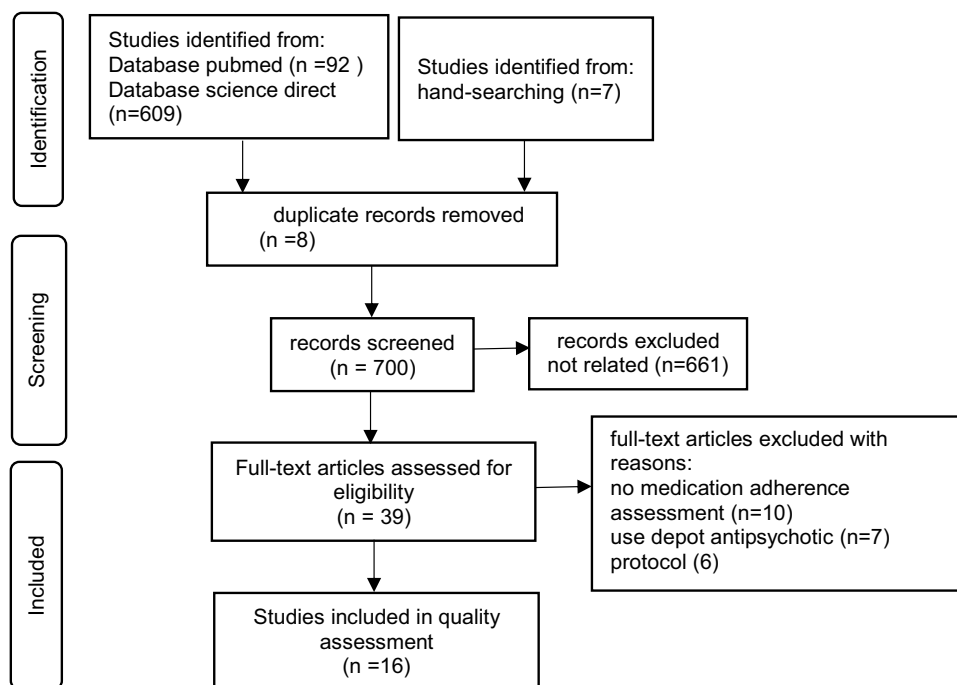 Identification
Studies identified from:
Database pubmed (n =92 )
Database science direct
(n=609)
Studies identified from:
hand-searching (n=7)
duplicate records removed
(n =8)
Screening
records screened
(n = 700)
records excluded
not related (n=661)
Full-text articles assessed for
eligibility
(n = 39)
full-text articles excluded with
reasons:
no medication adherence
assessment (n=10)
use depot antipsychotic (n=7)
protocol (6)
Included
Studies included in quality
assessment
(n =16)